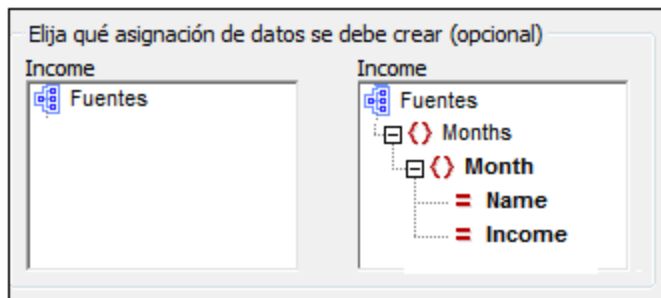 Elija qué asignación de datos se debe crear (opcional)
Income
Fuentes
Income
Fuentes
Months
Month
Name
Income